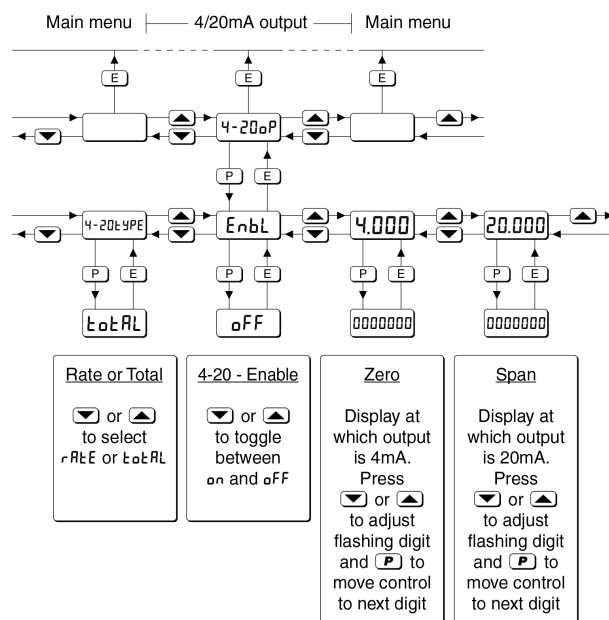 Main menu 4/20mA output Main menu
E E E
4-20oP
P E
4-20tYPE EnbL 4.000 20.000
P E P E P E P E
totAL oFF 0000000 0000000
Rate or Total
or
to select
rAtE or totAL
4-20 - Enable
or
to toggle
between
on and oFF
Zero
Display at
which output
is 4mA.
Press
or
to adjust
flashing digit
and P to
move control
to next digit
Span
Display at
which output
is 20mA.
Press
or
to adjust
flashing digit
and P to
move control
to next digit